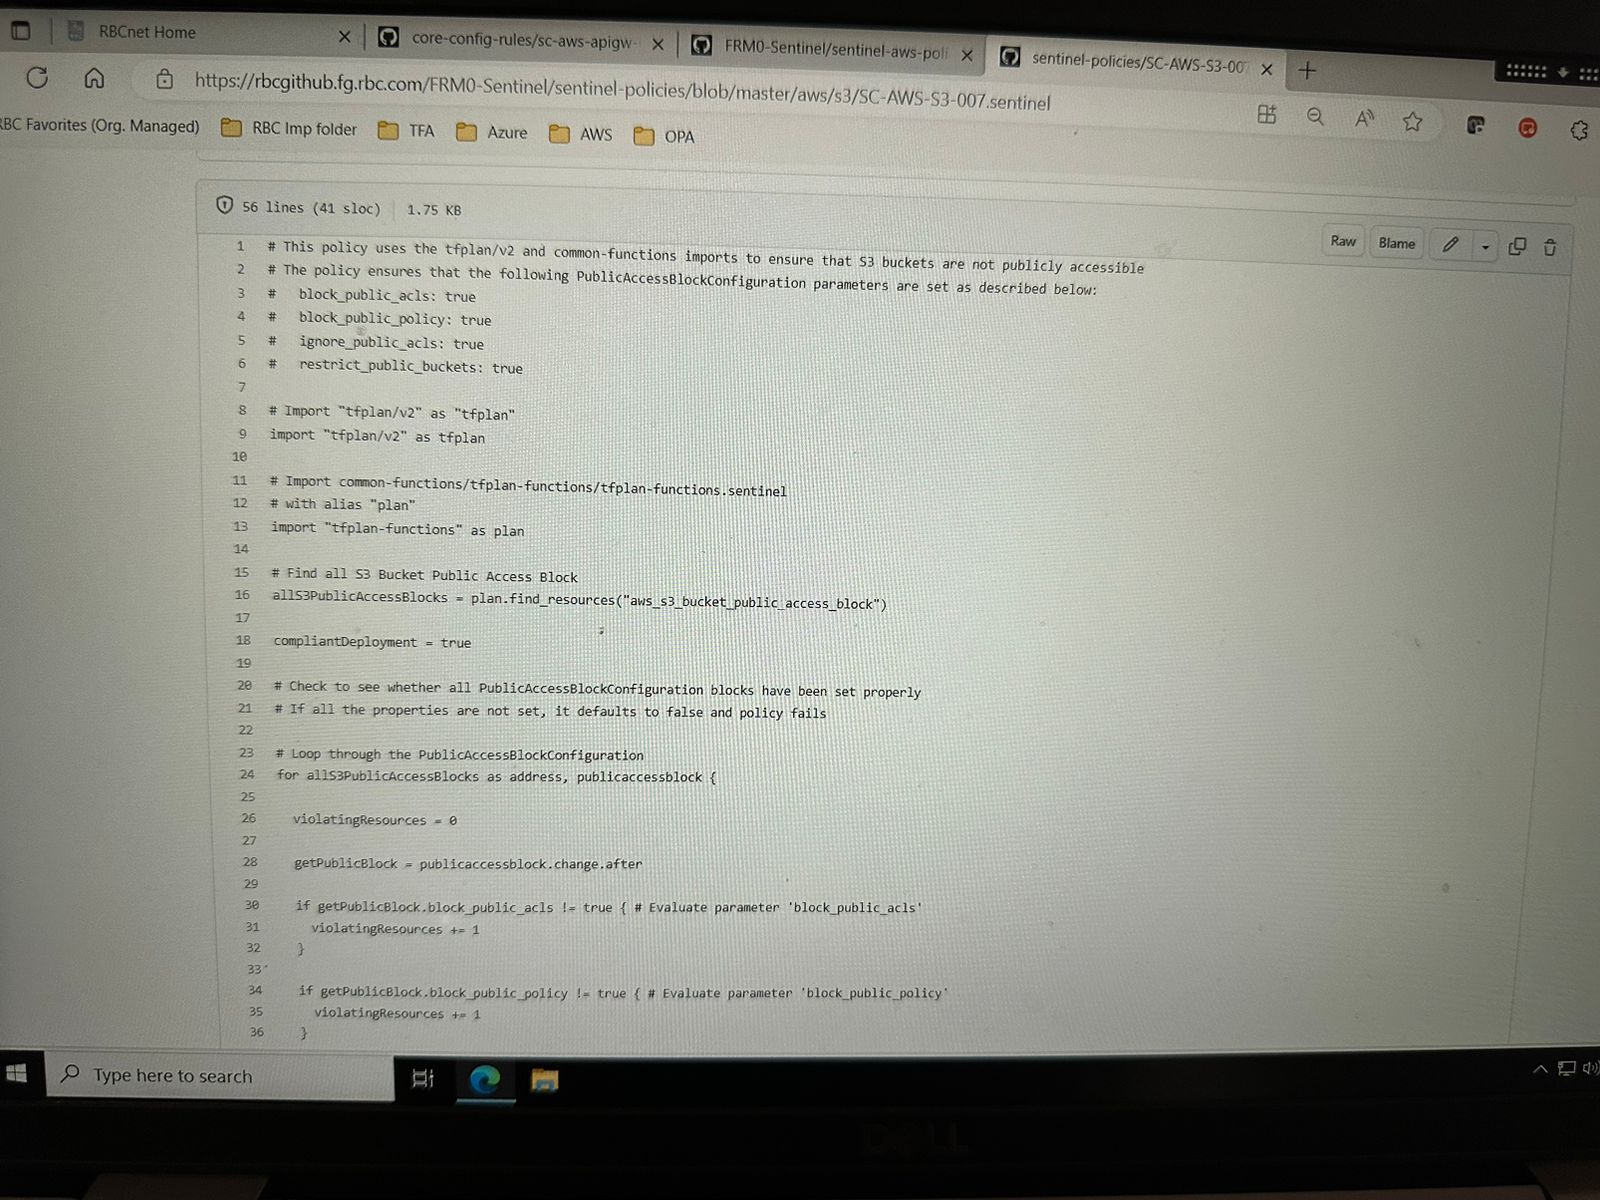 RBCnet Home
core-config-rules/sc-aws-apigw-
FRM0-Sentinel/sentinel-aws-poli
sentinel-policies/SC-AWS-S3-00
https://rbcgithub.fg.rbc.com/FRM0-Sentinel/sentinel-policies/blob/master/aws/s3/SC-AWS-S3-007.sentinel
RBC Favorites (Org. Managed) RBC Imp folder TFA Azure AWS OPA
56 lines (41 sloc) 1.75 KB
Raw Blame
1 # This policy uses the tfplan/v2 and common-functions imports to ensure that S3 buckets are not publicly accessible
2 # The policy ensures that the following PublicAccessBlockConfiguration parameters are set as described below:
3 #   block_public_acls: true
4 #   block_public_policy: true
5 #   ignore_public_acls: true
6 #   restrict_public_buckets: true
7
8 # Import "tfplan/v2" as "tfplan"
9 import "tfplan/v2" as tfplan
10
11 # Import common-functions/tfplan-functions/tfplan-functions.sentinel
12 # with alias "plan"
13 import "tfplan-functions" as plan
14
15 # Find all S3 Bucket Public Access Block
16 allS3PublicAccessBlocks = plan.find_resources("aws_s3_bucket_public_access_block")
17
18 compliantDeployment = true
19
20 # Check to see whether all PublicAccessBlockConfiguration blocks have been set properly
21 # If all the properties are not set, it defaults to false and policy fails
22
23 # Loop through the PublicAccessBlockConfiguration
24 for allS3PublicAccessBlocks as address, publicaccessblock {
25
26   violatingResources = 0
27
28   getPublicBlock = publicaccessblock.change.after
29
30   if getPublicBlock.block_public_acls != true { # Evaluate parameter 'block_public_acls'
31     violatingResources += 1
32   }
33
34   if getPublicBlock.block_public_policy != true { # Evaluate parameter 'block_public_policy'
35     violatingResources += 1
36   }
Type here to search
DELL